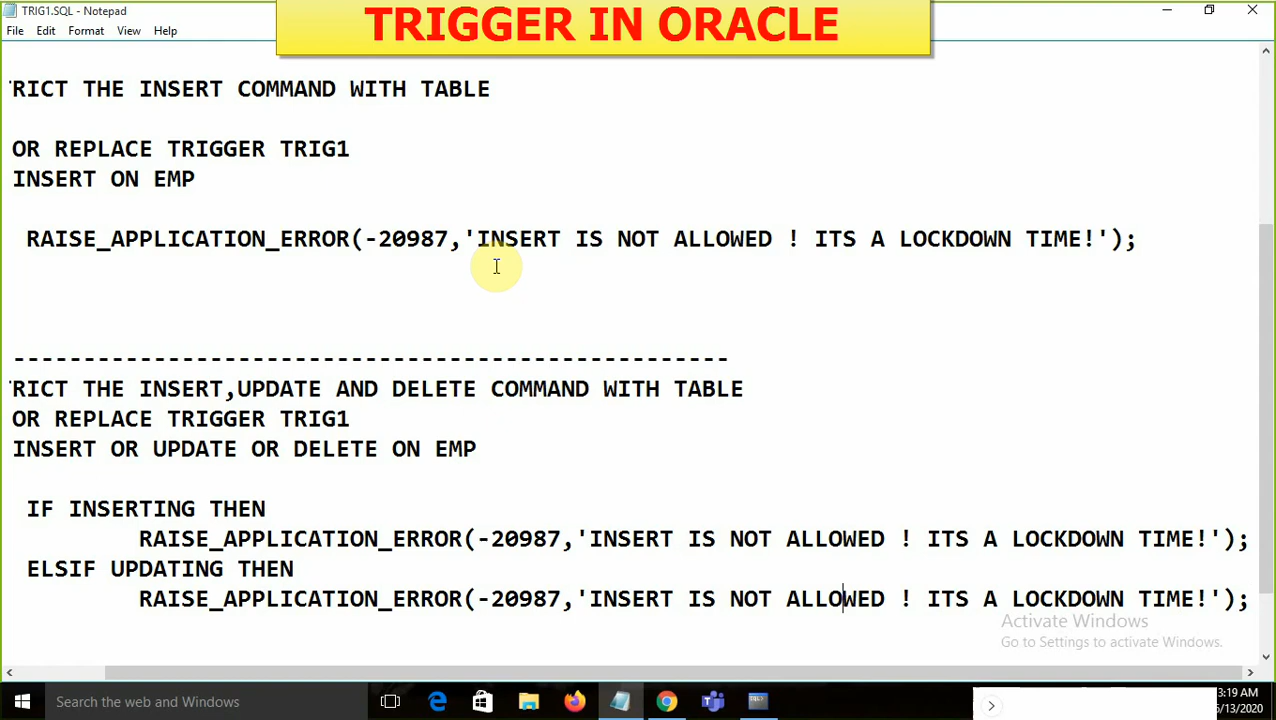 TRIG1.SQL - Notepad
TRIGGER IN ORACLE
File Edit Format View Help
RICT THE INSERT COMMAND WITH TABLE
OR REPLACE TRIGGER TRIG1
INSERT ON EMP
RAISE_APPLICATION_ERROR(-20987,'INSERT IS NOT ALLOWED ! ITS A LOCKDOWN TIME!');
---------------------------------------------------
RICT THE INSERT,UPDATE AND DELETE COMMAND WITH TABLE
OR REPLACE TRIGGER TRIG1
INSERT OR UPDATE OR DELETE ON EMP
IF INSERTING THEN
RAISE_APPLICATION_ERROR(-20987,'INSERT IS NOT ALLOWED ! ITS A LOCKDOWN TIME!');
ELSIF UPDATING THEN
RAISE_APPLICATION_ERROR(-20987,'INSERT IS NOT ALLOWED ! ITS A LOCKDOWN TIME!');
Activate Windows
Go to Settings to activate Windows.
Search the web and Windows
3:19 AM
/13/2020